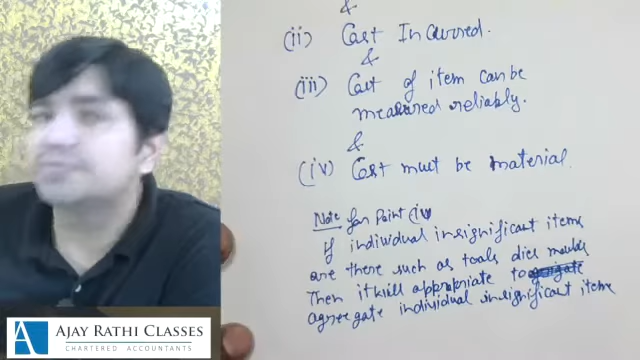 &
(ii) Cost Incurred.
&
(iii) Cost of item can be
measured reliably.
&
(iv) Cost must be material.
Note for Point (iv)
If individual insignificant items
are there such as tools dies moulds
Then it will appropriate to
agregate individual insignificant items
AJAY RATHI CLASSES
CHARTERED ACCOUNTANTS